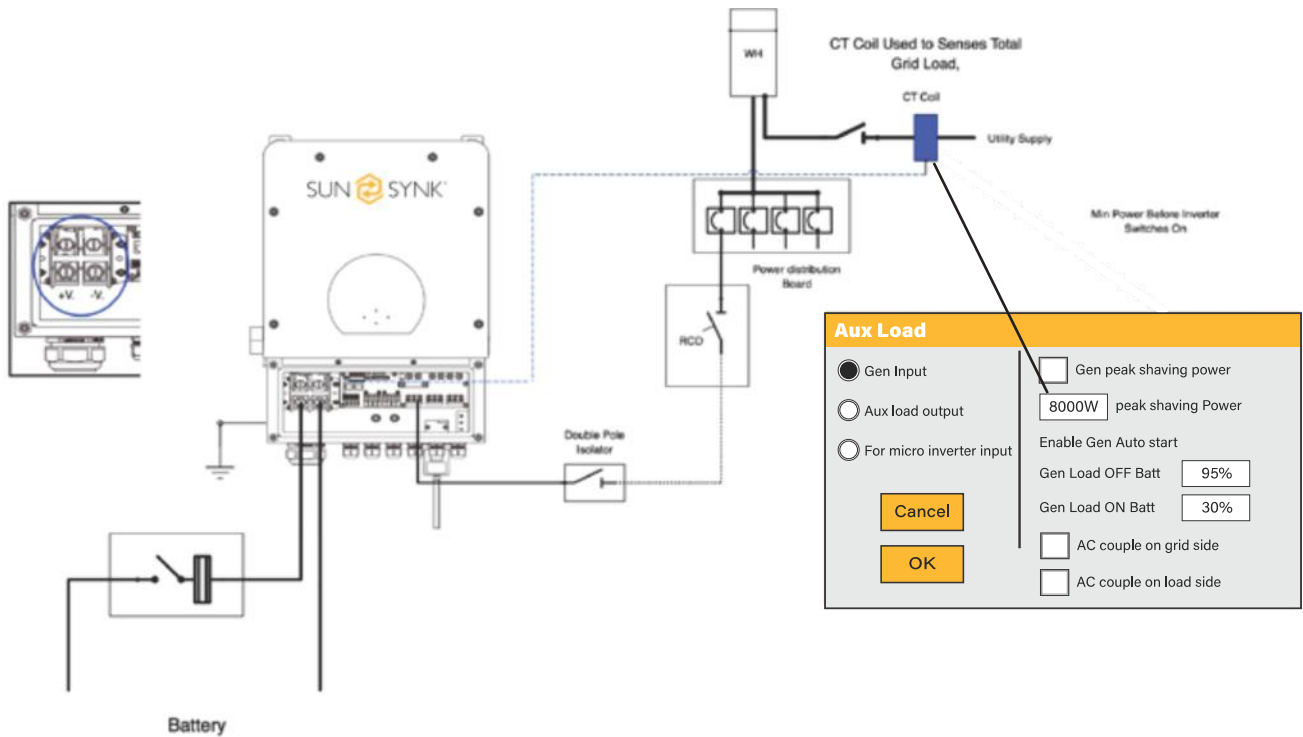 WH
CT Coil Used to Senses Total
Grid Load,
CT Coil
Utility Supply
SUN SYNK
Min Power Before Inverter
Switches On
+V. -V.
Power distribution
Board
RCD
Double Pole
Isolator
Battery
Aux Load
Gen Input
Aux load output
For micro inverter input
Cancel
OK
Gen peak shaving power
8000W peak shaving Power
Enable Gen Auto start
Gen Load OFF Batt 95%
Gen Load ON Batt 30%
AC couple on grid side
AC couple on load side